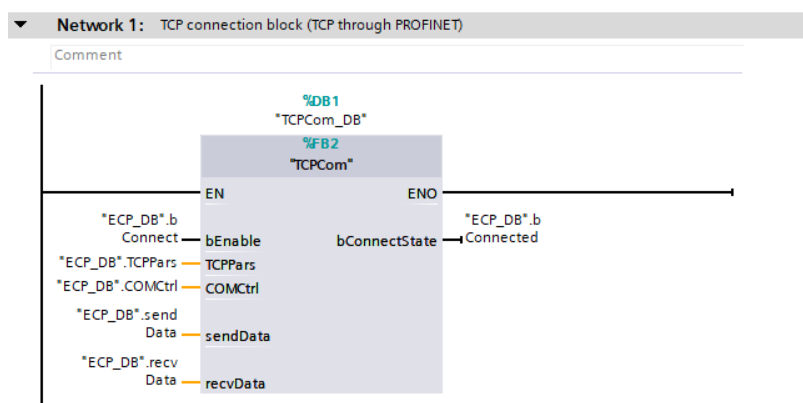 Network 1: TCP connection block (TCP through PROFINET)
Comment
%DB1
"TCPCom_DB"
%FB2
"TCPCom"
EN ENO
"ECP_DB".b
Connect bEnable
"ECP_DB".b
bConnectState Connected
"ECP_DB".TCPPars TCPPars
"ECP_DB".COMCtrl COMCtrl
"ECP_DB".send
Data sendData
"ECP_DB".recv
Data recvData